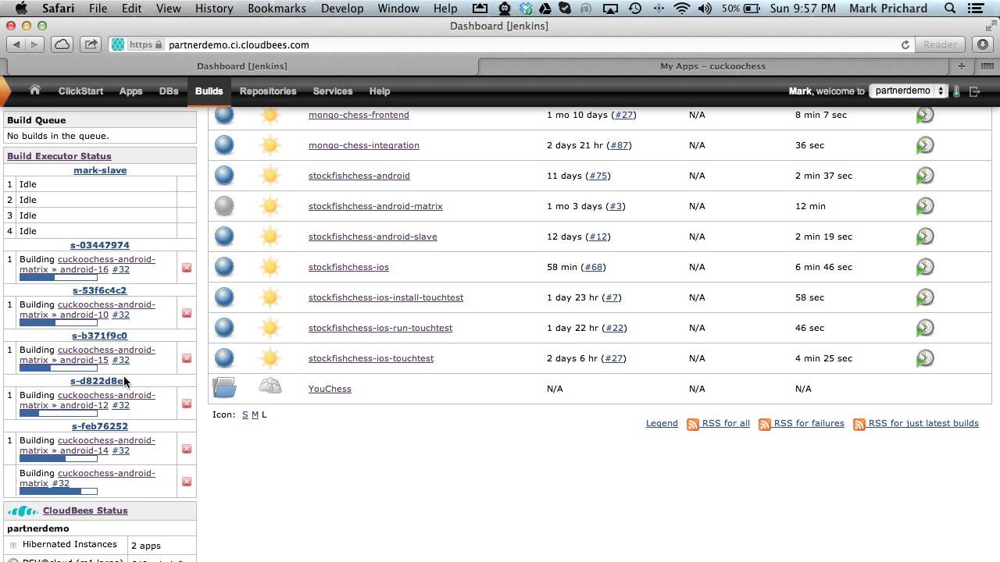 Safari File Edit View History Bookmarks Develop Window Help 50% Sun 9:57 PM Mark Prichard
Dashboard [Jenkins]
https partnerdemo.ci.cloudbees.com Reader
Dashboard [Jenkins] My Apps – cuckoochess
ClickStart Apps DBs Builds Repositories Services Help Mark, welcome to partnerdemo
Build Queue
No builds in the queue.
Build Executor Status
mark-slave
1 Idle
2 Idle
3 Idle
4 Idle
s-03447974
1 Building cuckoochess-android-
matrix » android-16 #32
s-53f6c4c2
1 Building cuckoochess-android-
matrix » android-10 #32
s-b371f9c0
1 Building cuckoochess-android-
matrix » android-15 #32
s-d822d8e
1 Building cuckoochess-android-
matrix » android-12 #32
s-feb76252
1 Building cuckoochess-android-
matrix » android-14 #32
Building cuckoochess-android-
matrix #32
CloudBees Status
partnerdemo
Hibernated Instances 2 apps
DEV@cloud (m1.large)
mongo-chess-frontend 1 mo 10 days (#27) N/A 8 min 7 sec
mongo-chess-integration 2 days 21 hr (#87) N/A 36 sec
stockfishchess-android 11 days (#75) N/A 2 min 37 sec
stockfishchess-android-matrix 1 mo 3 days (#3) N/A 12 min
stockfishchess-android-slave 12 days (#12) N/A 2 min 19 sec
stockfishchess-ios 58 min (#68) N/A 6 min 46 sec
stockfishchess-ios-install-touchtest 1 day 23 hr (#7) N/A 58 sec
stockfishchess-ios-run-touchtest 1 day 22 hr (#22) N/A 46 sec
stockfishchess-ios-touchtest 2 days 6 hr (#27) N/A 4 min 25 sec
YouChess N/A N/A N/A
Icon: S M L
Legend RSS for all RSS for failures RSS for just latest builds